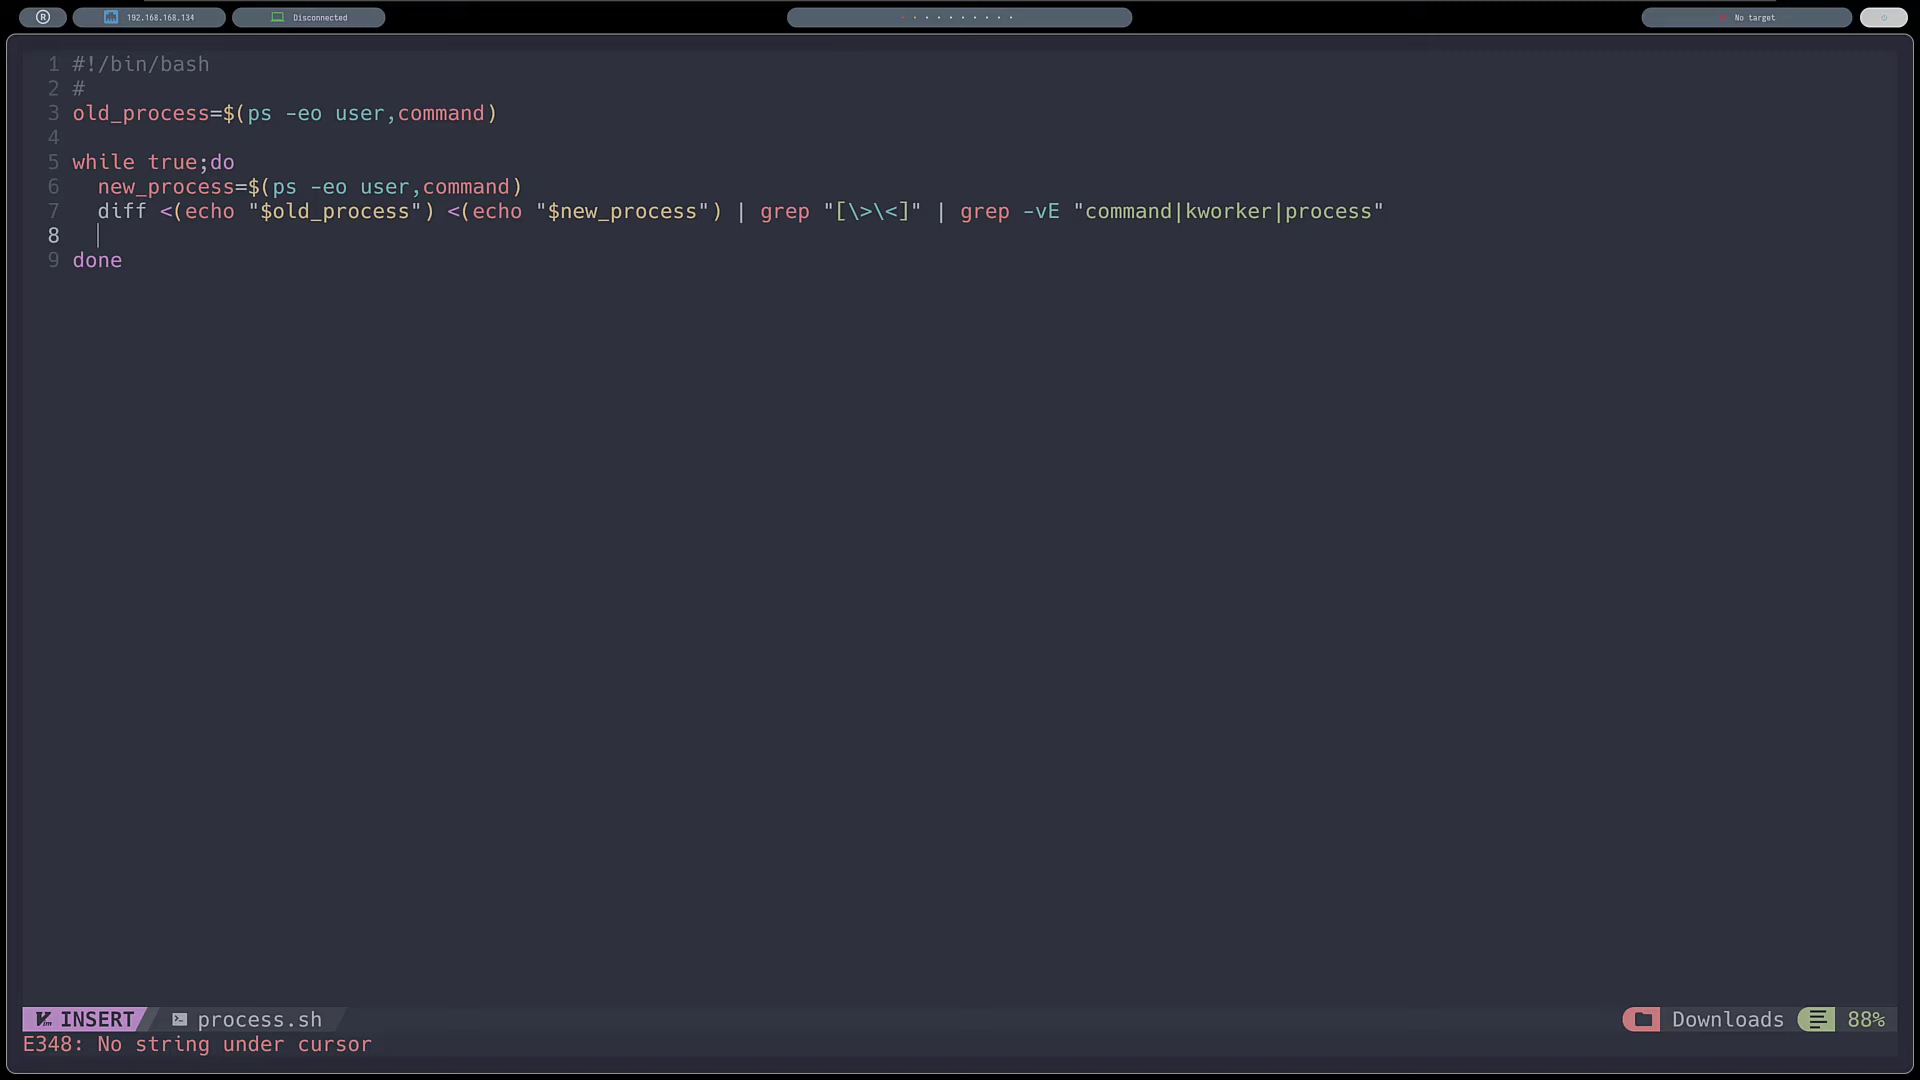 192.168.168.134
Disconnected
No target
1 #!/bin/bash
2 #
3 old_process=$(ps -eo user,command)
4
5 while true;do
6   new_process=$(ps -eo user,command)
7   diff <(echo "$old_process") <(echo "$new_process") | grep "[\>\<]" | grep -vE "command|kworker|process"
8
9 done
INSERT process.sh
Downloads 88%
E348: No string under cursor